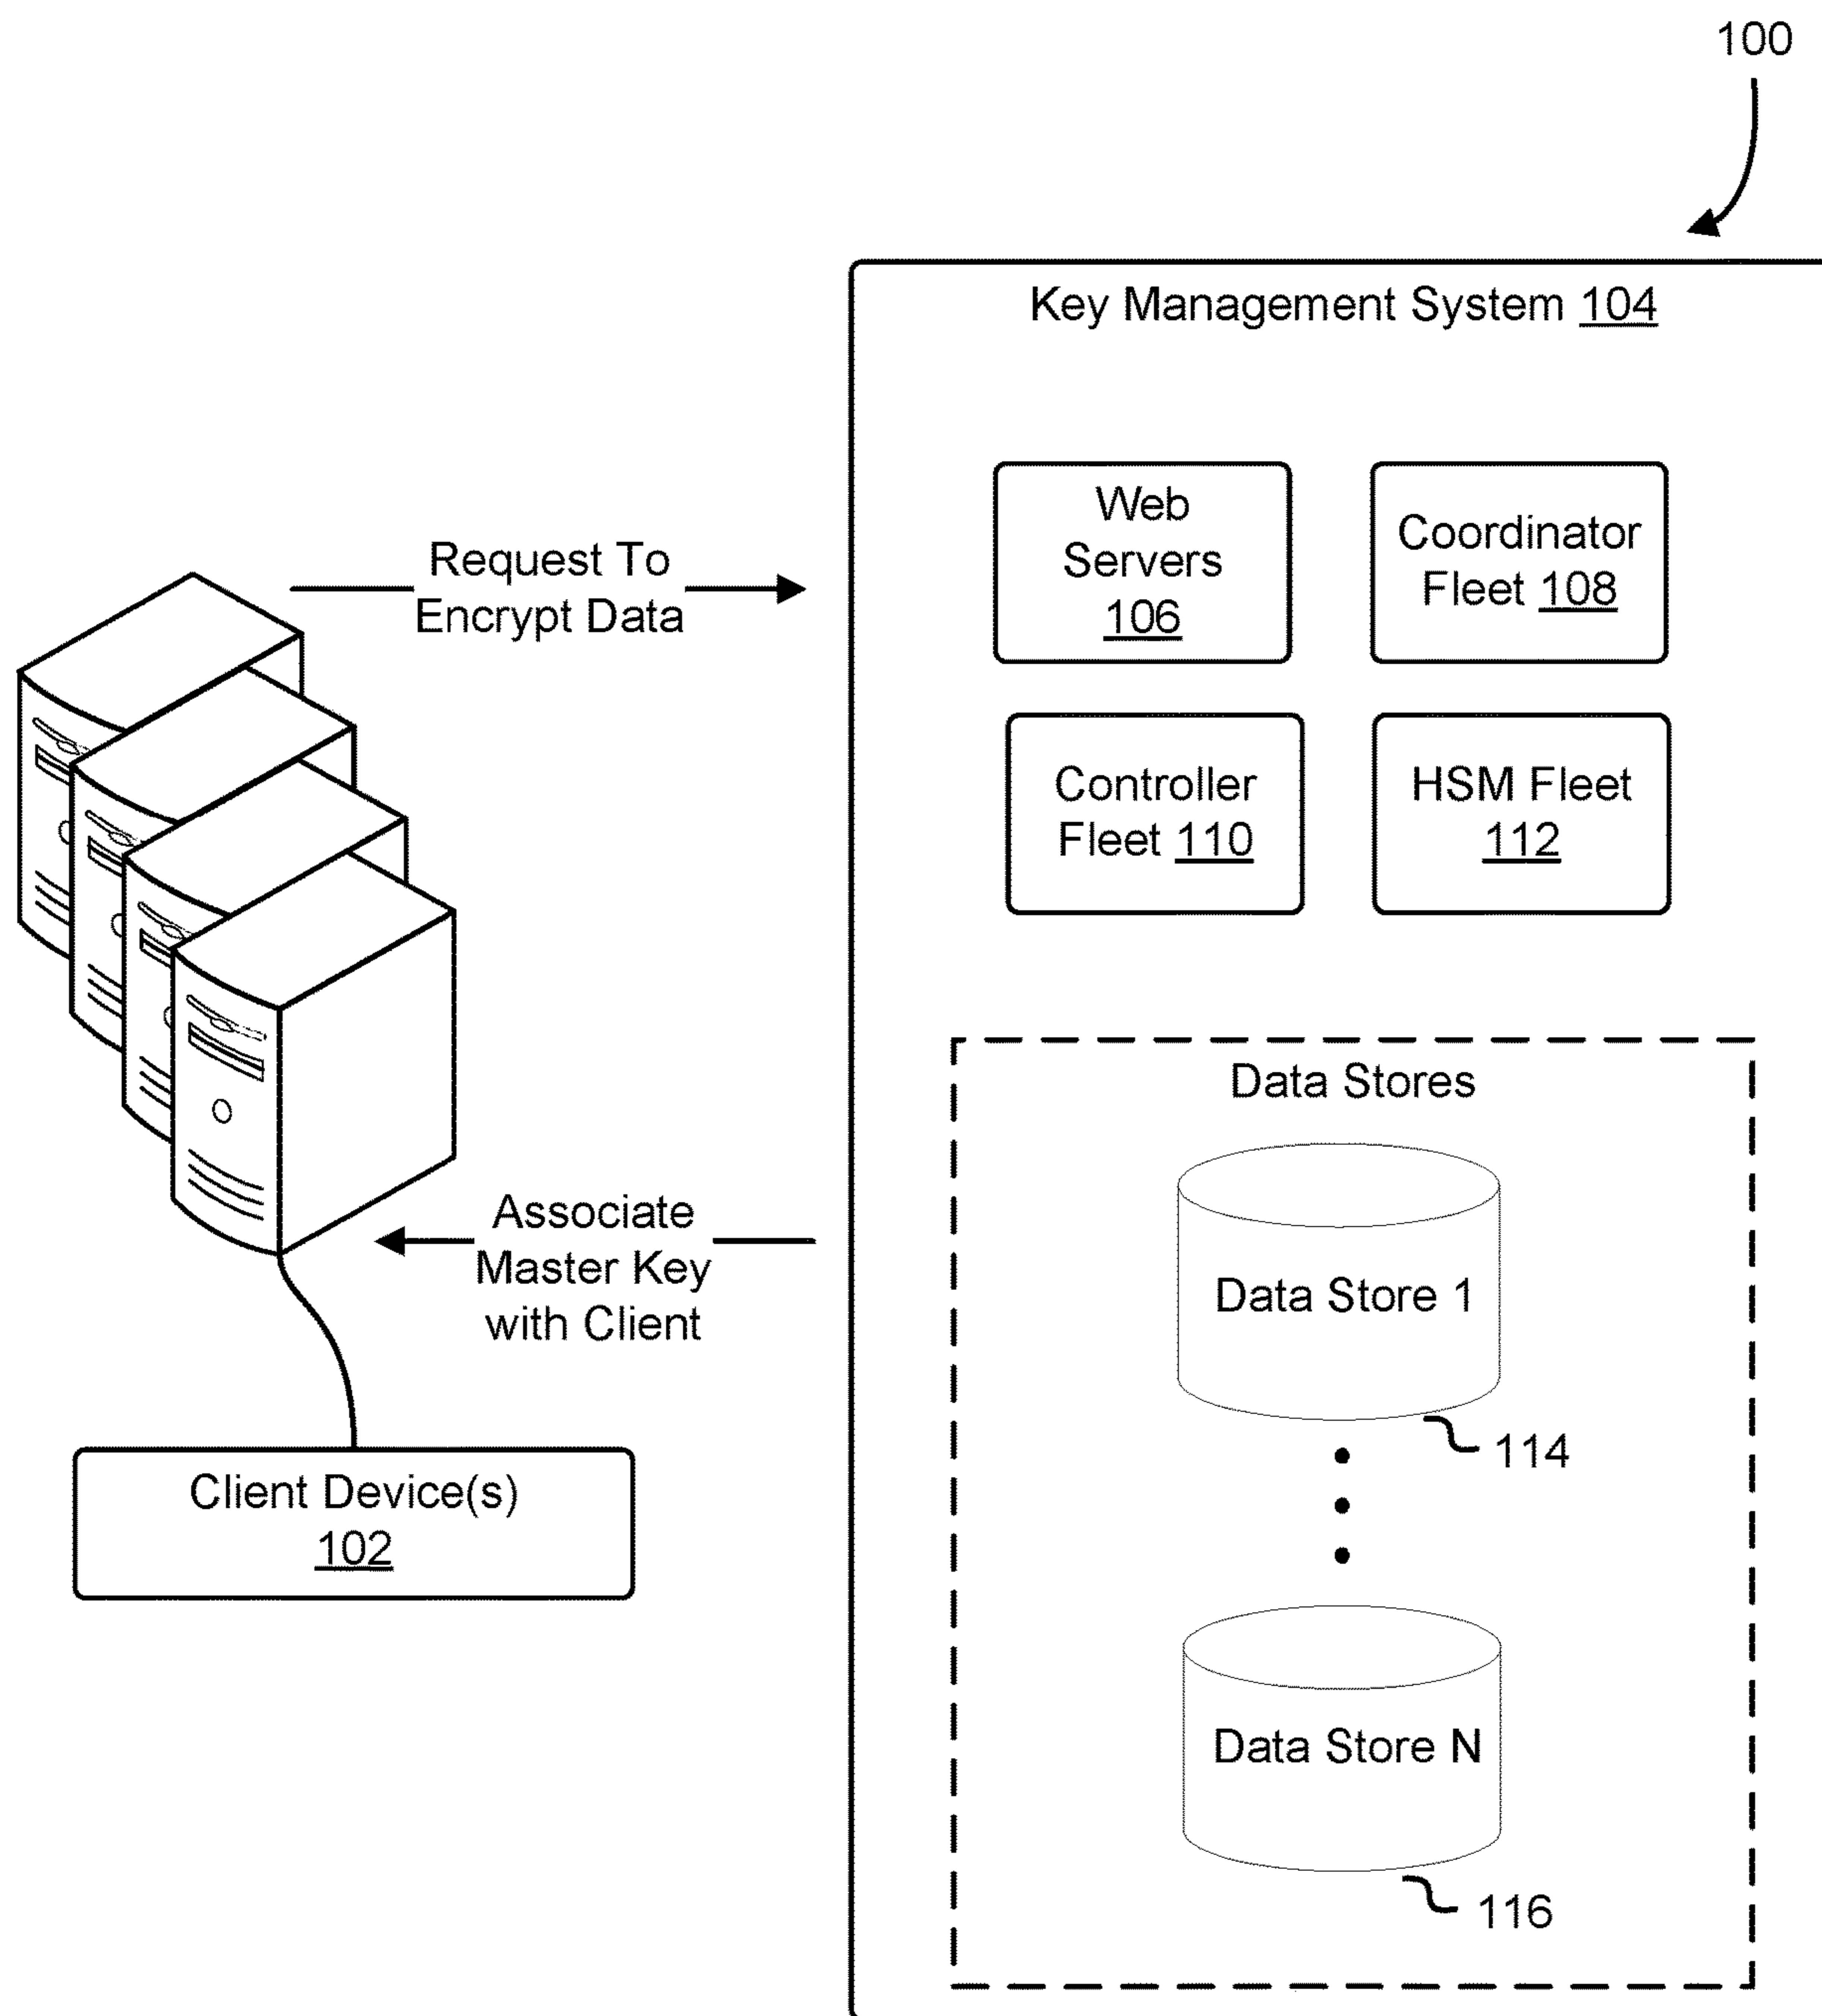 100
Key Management System 104
Web
Servers
106
Coordinator
Fleet 108
Request To
Encrypt Data
Controller
Fleet 110
HSM Fleet
112
Data Stores
Associate
Master Key
with Client
Data Store 1
114
Client Device(s)
102
Data Store N
116